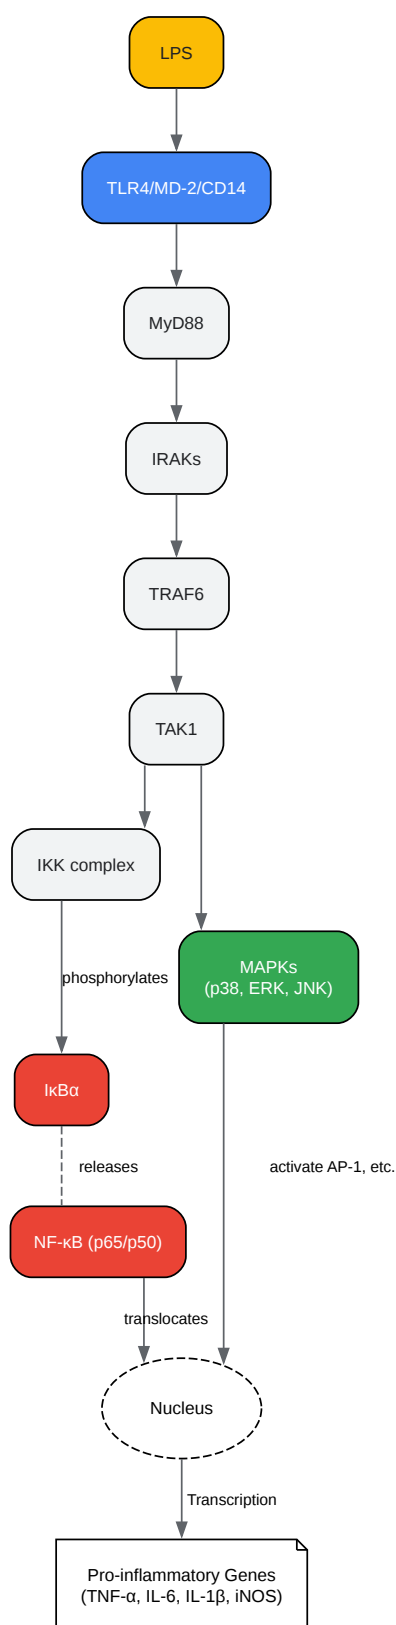 LPS
TLR4/MD-2/CD14
MyD88
IRAKs
TRAF6
TAK1
IKK complex
MAPKs
(p38, ERK, JNK)
phosphorylates
IκBα
releases
activate AP-1, etc.
NF-κB (p65/p50)
translocates
Nucleus
Transcription
Pro-inflammatory Genes
(TNF-α, IL-6, IL-1β, iNOS)